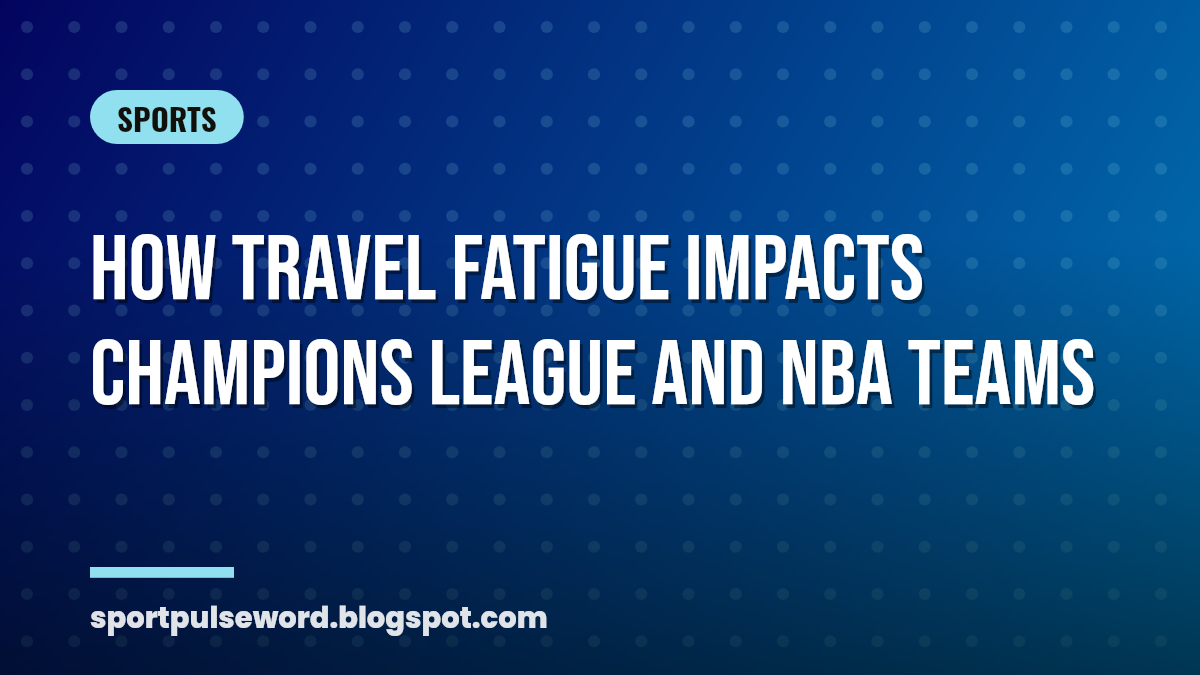 SPORTS
HOW TRAVEL FATIGUE IMPACTS
CHAMPIONS LEAGUE AND NBA TEAMS
sportpulseword.blogspot.com